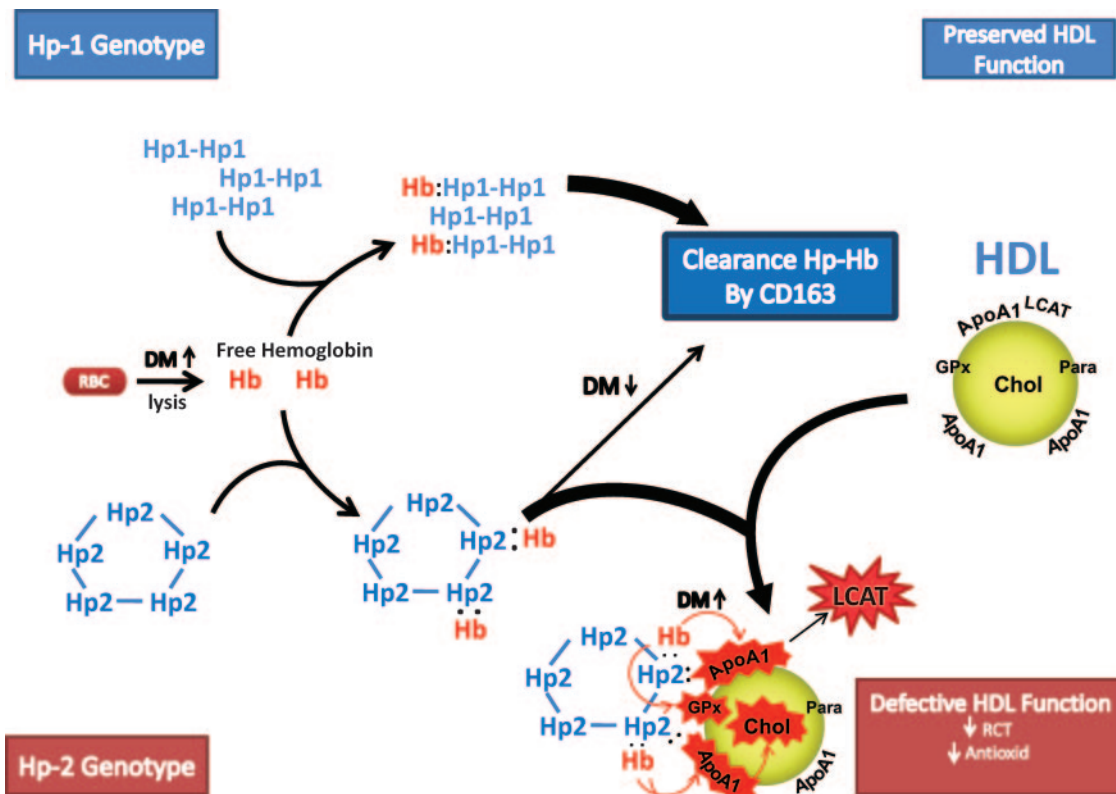 Hp-1 Genotype
Preserved HDL
Function
Hp1-Hp1
Hp1-Hp1
Hp1-Hp1
Hb:Hp1-Hp1
Hp1-Hp1
Hb:Hp1-Hp1
Clearance Hp-Hb
By CD163
HDL
ApoA1 LCAT
GPx
Para
Chol
ApoA1
ApoA1
RBC
DM ↑
lysis
Free Hemoglobin
Hb Hb
DM ↓
Hp2
Hp2 Hp2
Hp2 — Hp2
Hp2
Hp2 Hp2 : Hb
Hp2 — Hp2
Hb
LCAT
DM ↑
Hb
Hp2
Hp2 Hp2 :
Hp2 — Hp2
Hb
ApoA1
GPx
Para
Chol
ApoA1
ApoA1
Defective HDL Function
↓ RCT
↓ Antioxid
Hp-2 Genotype